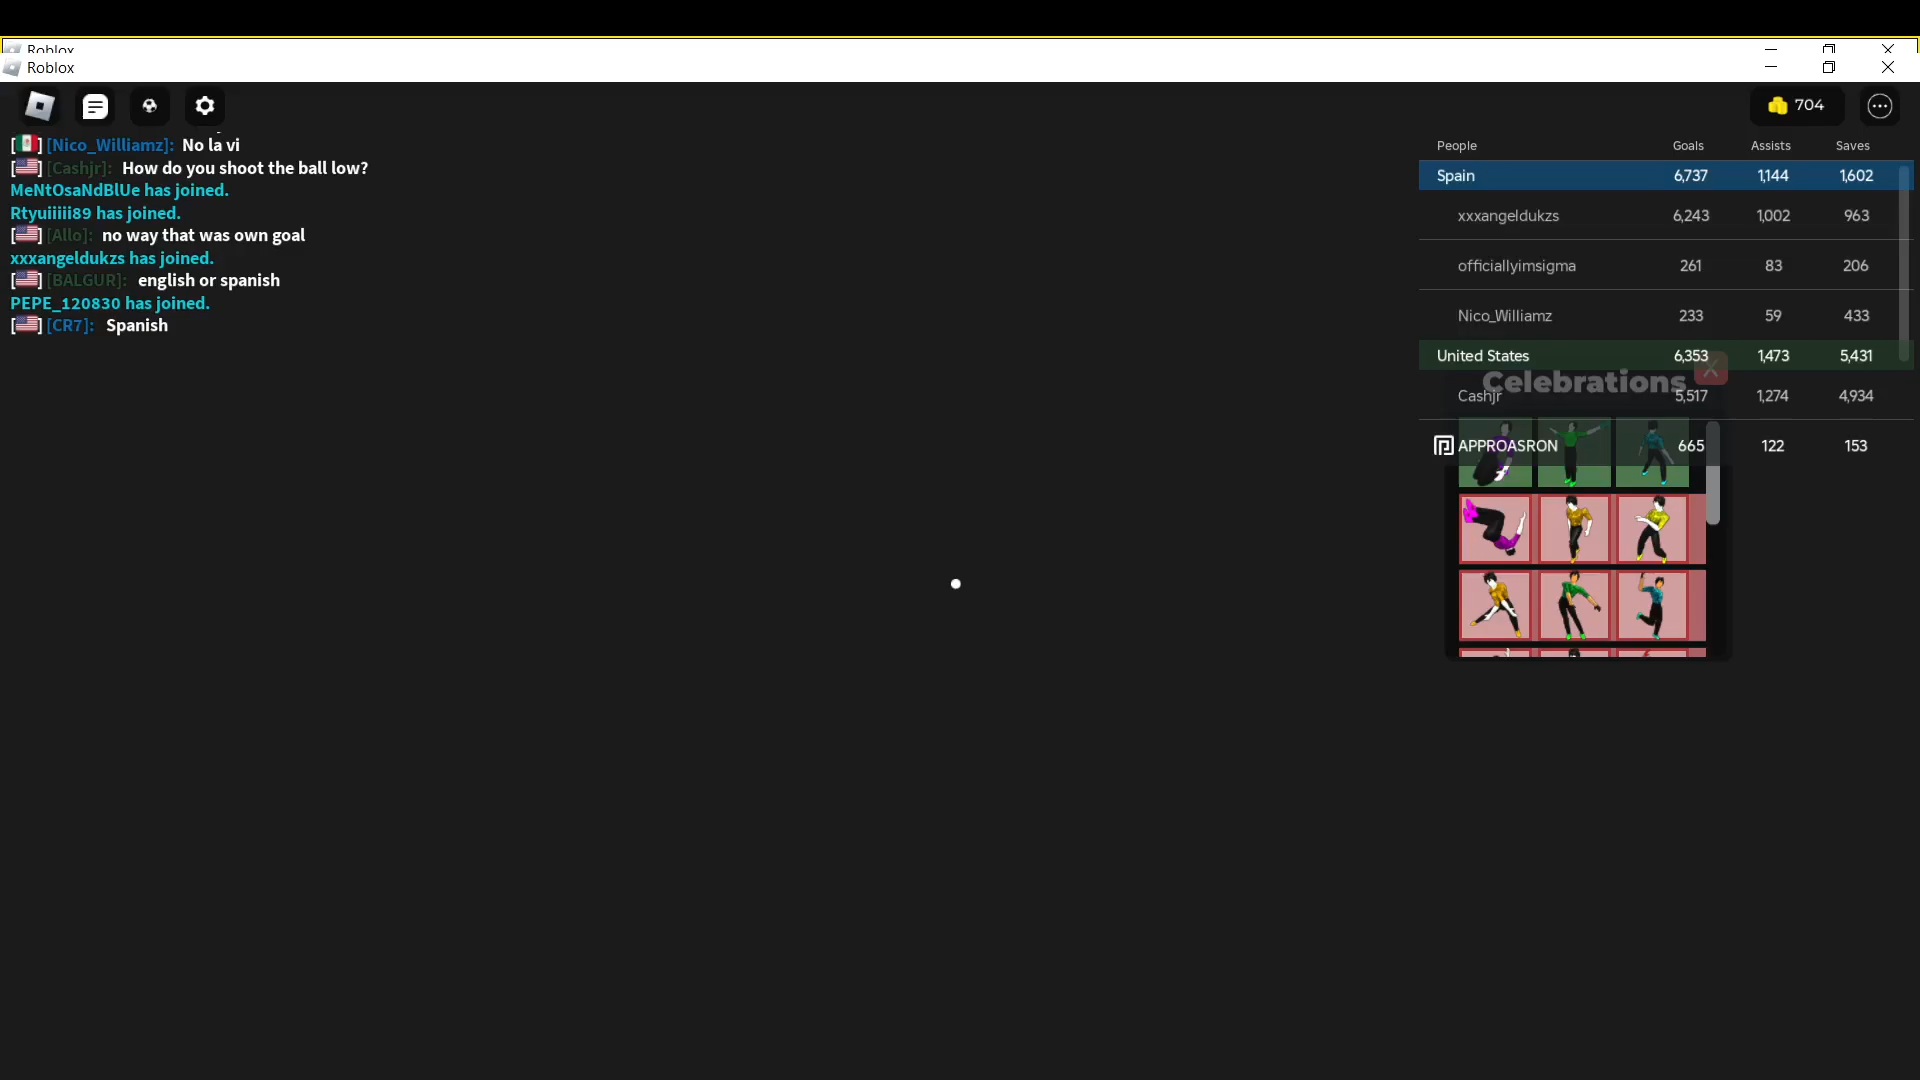 Roblox
Roblox
704
[Nico_Williamz]: No la vi
[Cashjr]: How do you shoot the ball low?
MeNtOsaNdBlUe has joined.
Rtyuiiiii89 has joined.
[Allo]: no way that was own goal
xxxangeldukzs has joined.
[BALGUR]: english or spanish
PEPE_120830 has joined.
[CR7]: Spanish
People Goals Assists Saves
Spain 6,737 1,144 1,602
xxxangeldukzs 6,243 1,002 963
officiallyimsigma 261 83 206
Nico_Williamz 233 59 433
United States 6,353 1,473 5,431
Celebrations X
Cashjr 5,517 1,274 4,934
APPROASRON 665 122 153